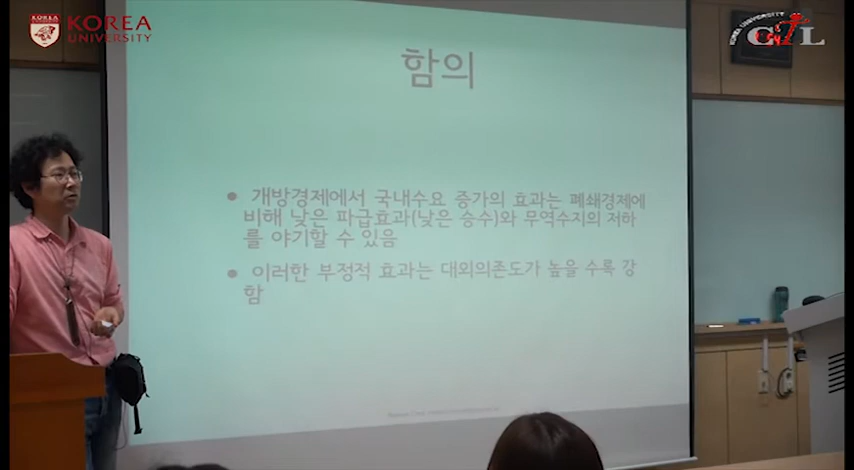 KOREA
UNIVERSITY
KOREA UNIVERSITY
함의
• 개방경제에서 국내수요 증가의 효과는 폐쇄경제에
비해 낮은 파급효과(낮은 승수)와 무역수지의 저하
를 야기할 수 있음
• 이러한 부정적 효과는 대외의존도가 높을 수록 강
함